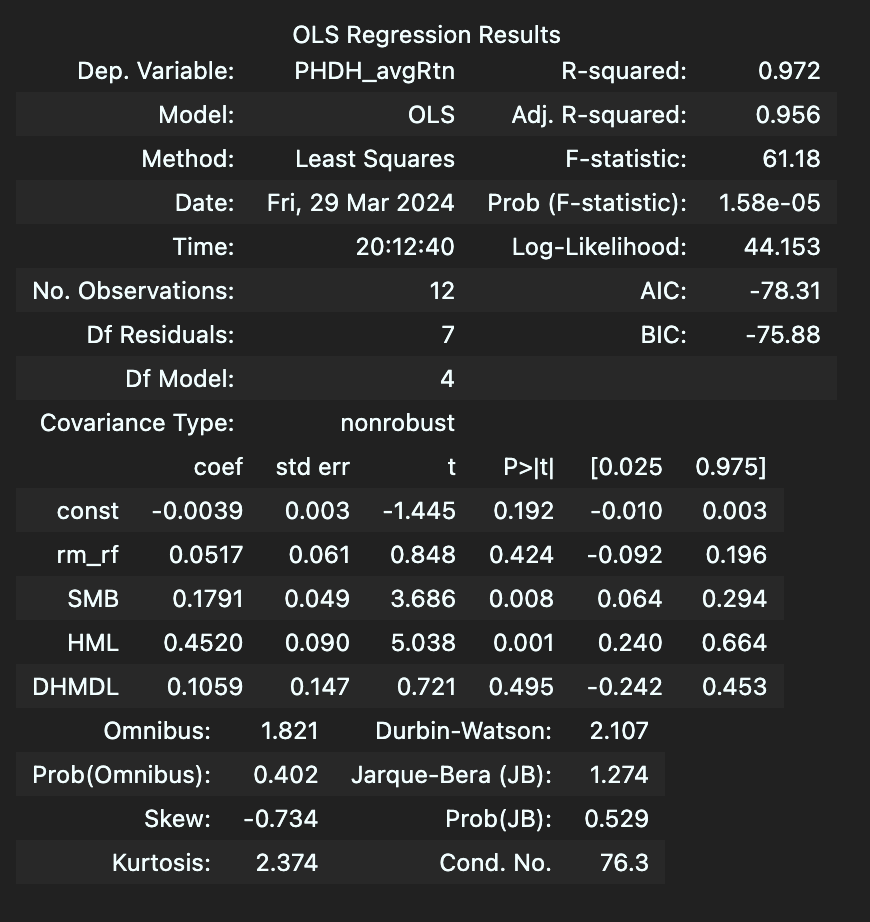 OLS Regression Results
Dep. Variable: PHDH_avgRtn R-squared: 0.972
Model: OLS Adj. R-squared: 0.956
Method: Least Squares F-statistic: 61.18
Date: Fri, 29 Mar 2024 Prob (F-statistic): 1.58e-05
Time: 20:12:40 Log-Likelihood: 44.153
No. Observations: 12 AIC: -78.31
Df Residuals: 7 BIC: -75.88
Df Model: 4
Covariance Type: nonrobust
coef std err t P>|t| [0.025 0.975]
const -0.0039 0.003 -1.445 0.192 -0.010 0.003
rm_rf 0.0517 0.061 0.848 0.424 -0.092 0.196
SMB 0.1791 0.049 3.686 0.008 0.064 0.294
HML 0.4520 0.090 5.038 0.001 0.240 0.664
DHMDL 0.1059 0.147 0.721 0.495 -0.242 0.453
Omnibus: 1.821 Durbin-Watson: 2.107
Prob(Omnibus): 0.402 Jarque-Bera (JB): 1.274
Skew: -0.734 Prob(JB): 0.529
Kurtosis: 2.374 Cond. No. 76.3